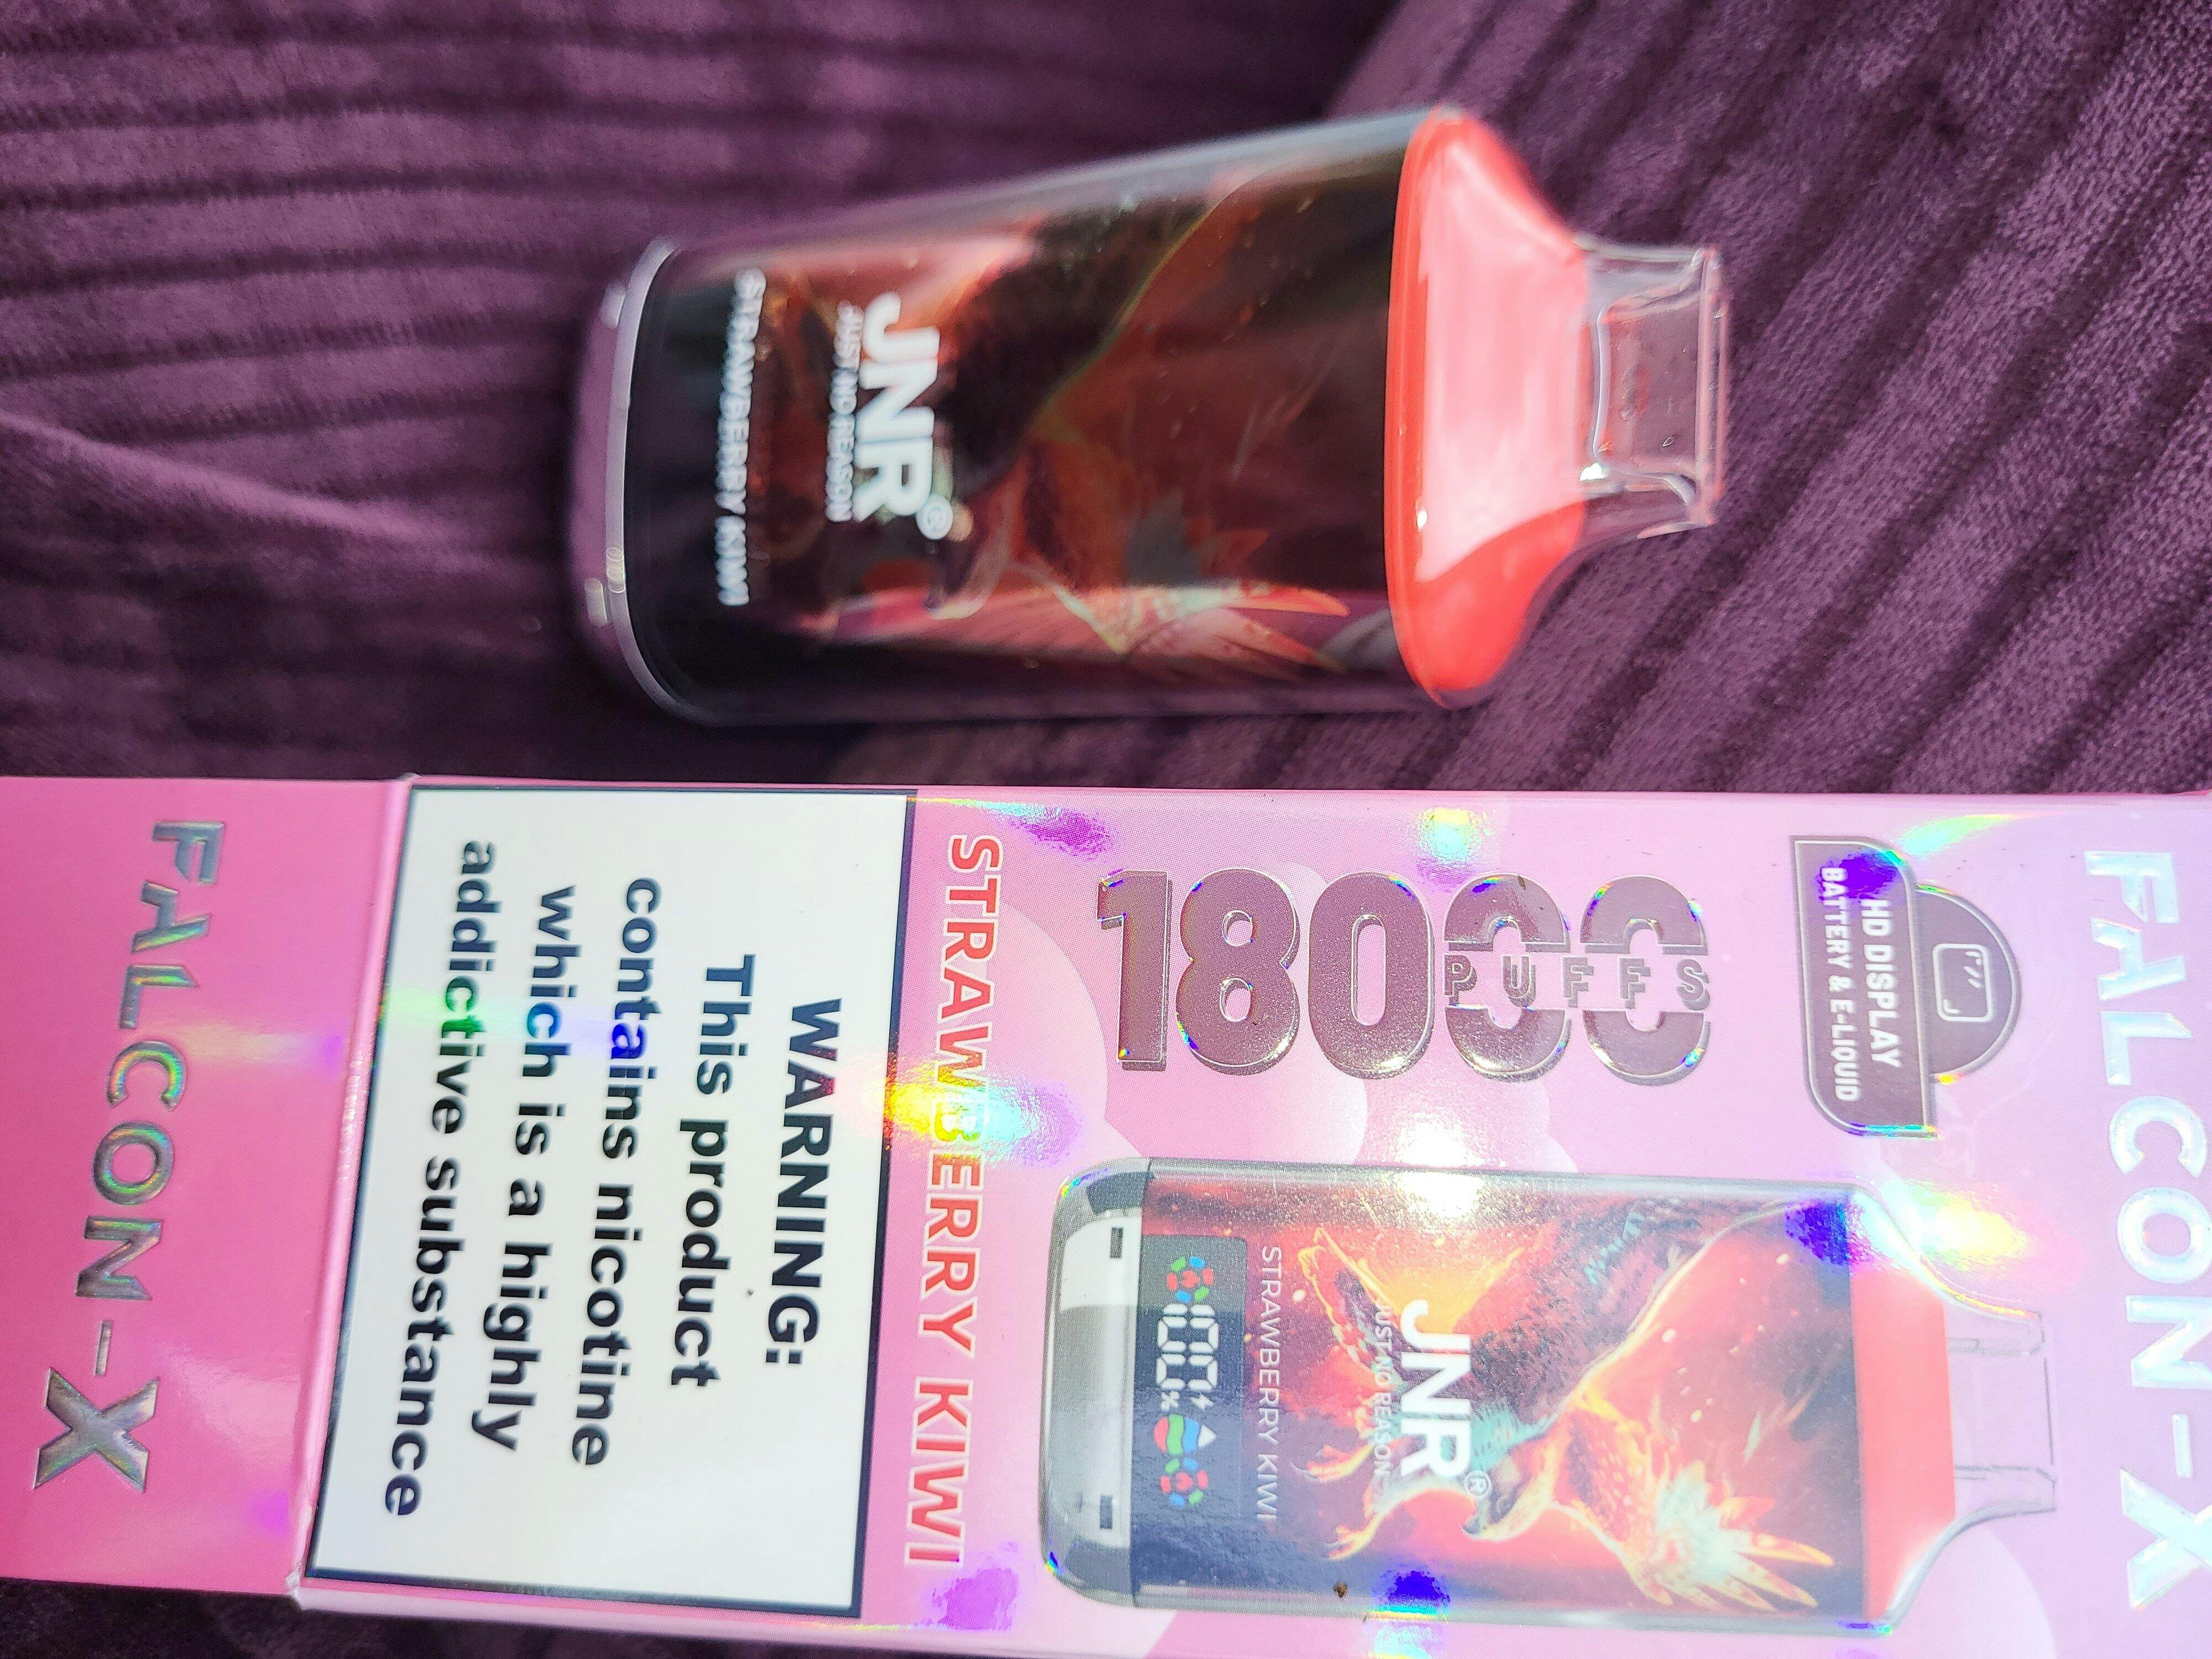 JNR®
JUST NO REASON
STRAWBERRY KIWI
FALCON-X
HD DISPLAY
BATTERY & E-LIQUID
18000
PUFFS
JNR®
JUST NO REASON
STRAWBERRY KIWI
100%
STRAWBERRY KIWI
WARNING:
This product
contains nicotine
which is a highly
addictive substance
FALCON-X